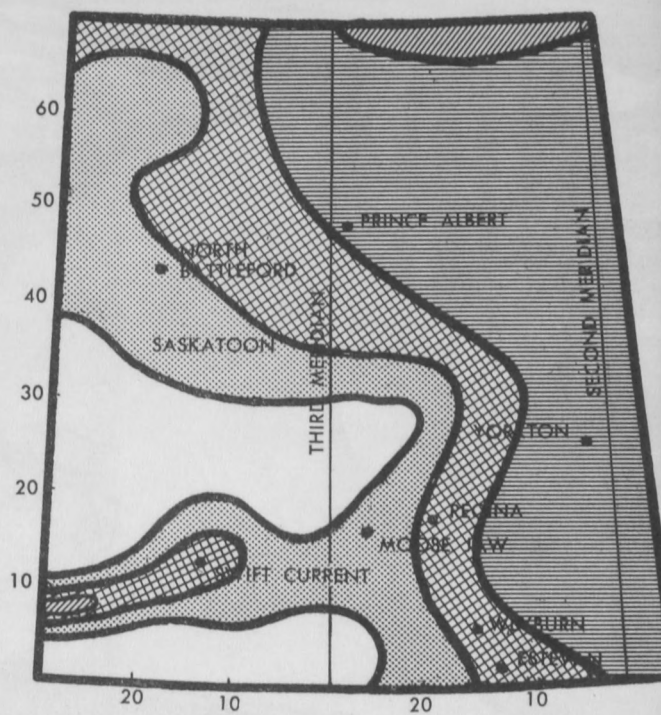 60
50
40
30
20
10
PRINCE ALBERT
NORTH
BATTLEFORD
SASKATOON
THIRD MERIDIAN
SECOND MERIDIAN
YORKTON
REGINA
MOOSE JAW
SWIFT CURRENT
WEYBURN
ESTEVAN
20
10
20
10